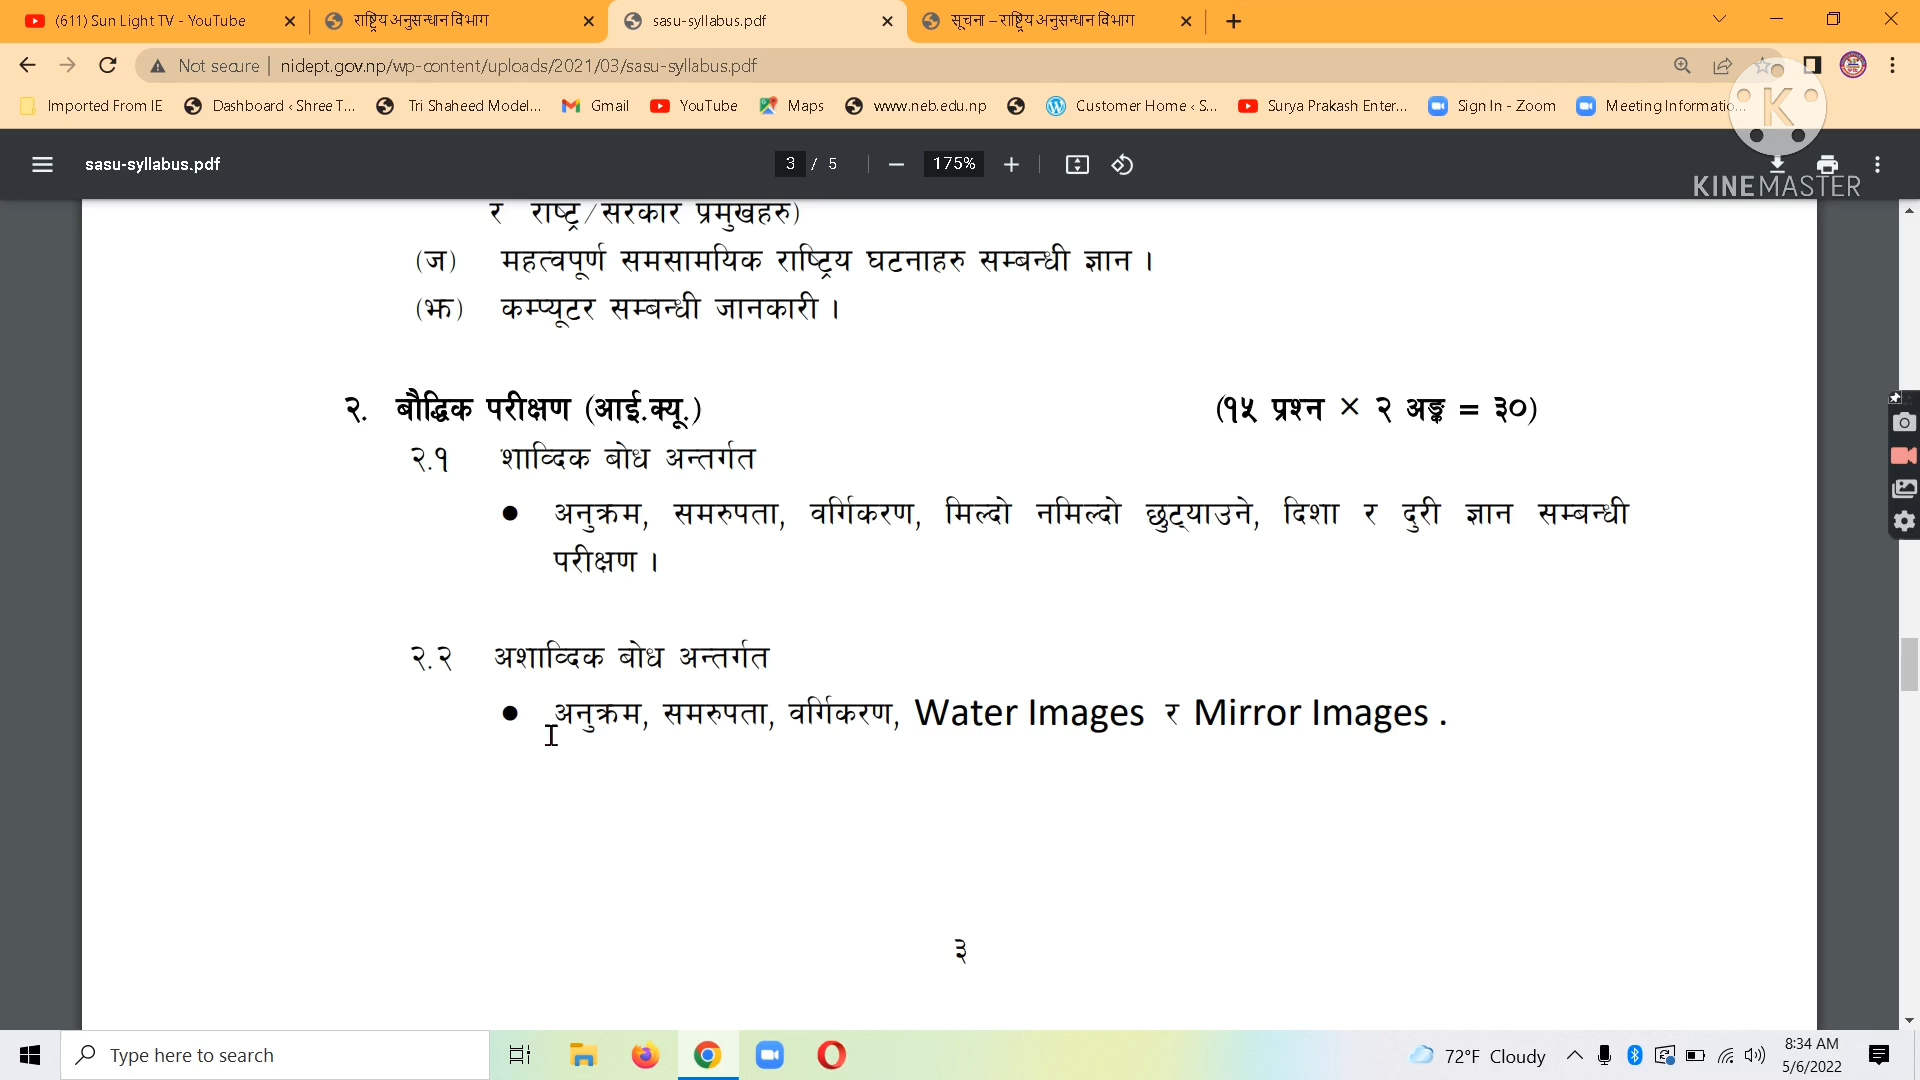 (611) Sun Light TV - YouTube
राष्ट्रिय अनुसन्धान विभाग
sasu-syllabus.pdf
सूचना – राष्ट्रिय अनुसन्धान विभाग
Not secure | nidept.gov.np/wp-content/uploads/2021/03/sasu-syllabus.pdf
Imported From IE
Dashboard ‹ Shree T...
Tri Shaheed Model...
Gmail
YouTube
Maps
www.neb.edu.np
Customer Home ‹ S...
Surya Prakash Enter...
Sign In - Zoom
Meeting Informatio...
K
KINEMASTER
sasu-syllabus.pdf
3 / 5
175%
र राष्ट्र/सरकार प्रमुखहरु)
(ज) महत्वपूर्ण समसामयिक राष्ट्रिय घटनाहरु सम्बन्धी ज्ञान ।
(झ) कम्प्यूटर सम्बन्धी जानकारी ।
२. बौद्धिक परीक्षण (आई.क्यू.) (१५ प्रश्न × २ अङ्क = ३०)
२.१ शाव्दिक बोध अन्तर्गत
● अनुक्रम, समरुपता, वर्गिकरण, मिल्दो नमिल्दो छुट्याउने, दिशा र दुरी ज्ञान सम्बन्धी
परीक्षण ।
२.२ अशाव्दिक बोध अन्तर्गत
● अनुक्रम, समरुपता, वर्गिकरण, Water Images र Mirror Images .
३
Type here to search
72°F Cloudy
8:34 AM
5/6/2022